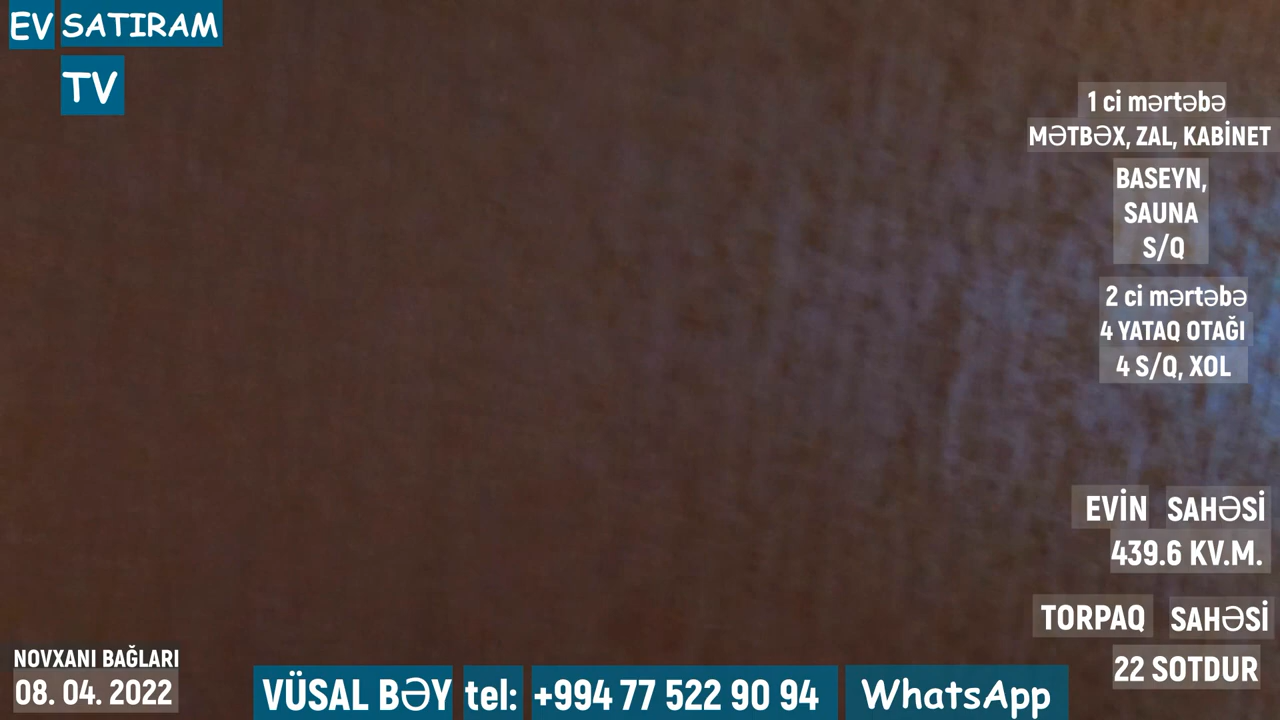 EV SATIRAM
TV
1 ci mərtəbə
MƏTBƏX, ZAL, KABİNET
BASEYN,
SAUNA
S/Q
2 ci mərtəbə
4 YATAQ OTAĞI
4 S/Q, XOL
EVİN SAHƏSİ
439.6 KV.M.
TORPAQ SAHƏSİ
22 SOTDUR
NOVXANI BAĞLARI
08. 04. 2022
VÜSAL BƏY tel: +994 77 522 90 94 WhatsApp